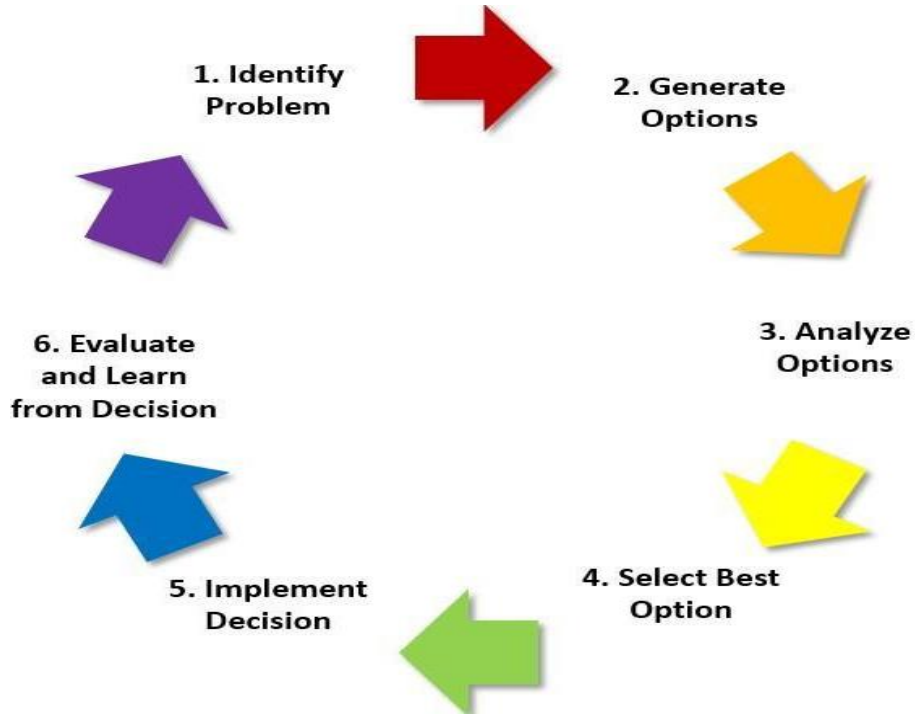 1. Identify
Problem
2. Generate
Options
3. Analyze
Options
4. Select Best
Option
5. Implement
Decision
6. Evaluate
and Learn
from Decision